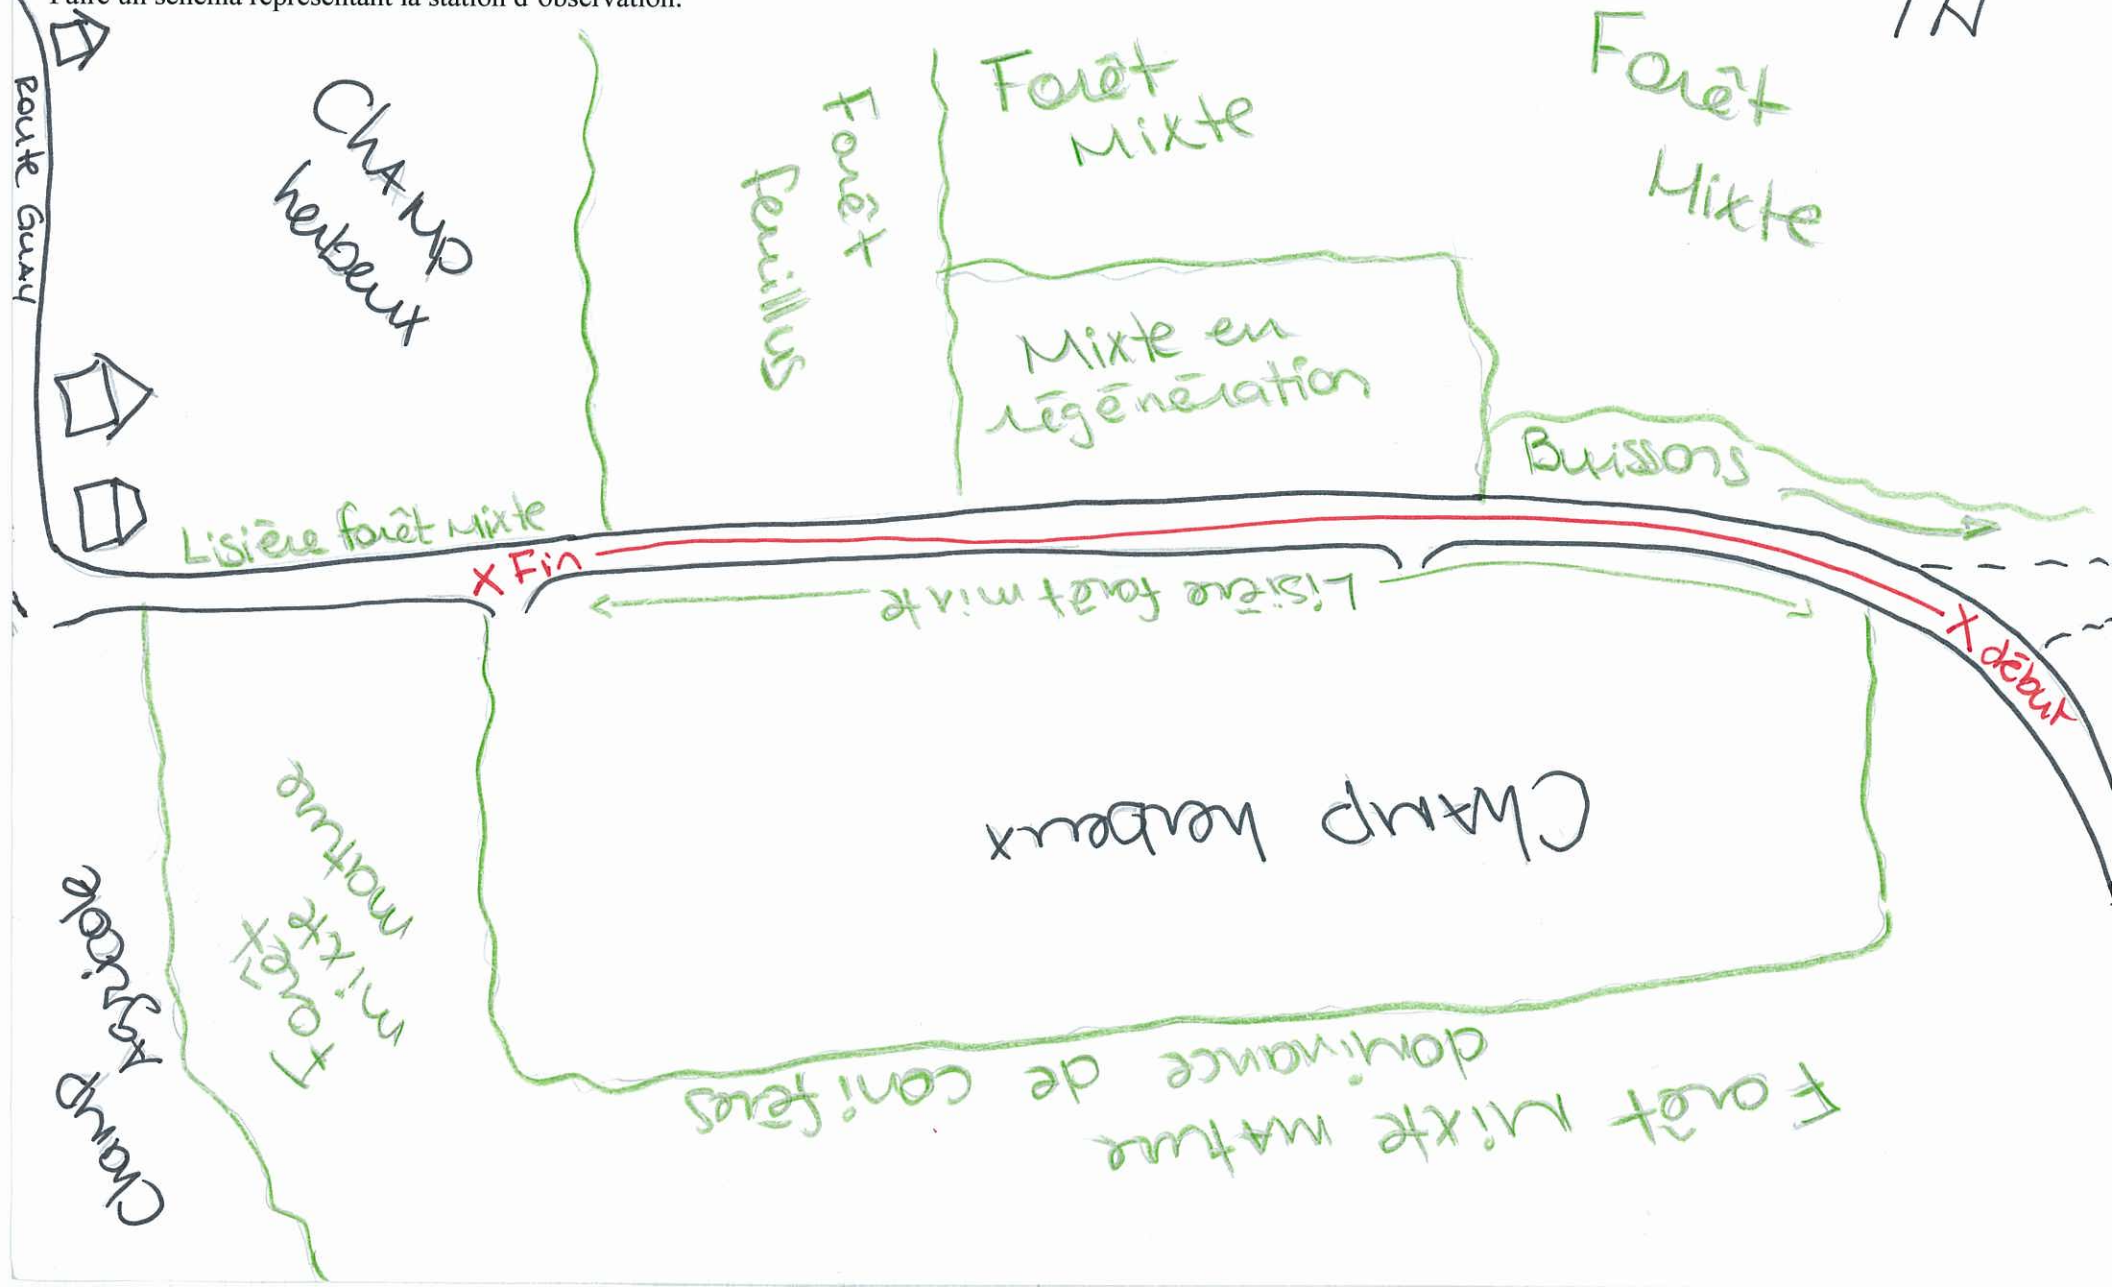 Faire un schéma représentant la station d'observation.
N
Route Guay
CHAMP
herbeux
Forêt
feuillus
Forêt
Mixte
Forêt
Mixte
Mixte en
régénération
Buissons
Lisière forêt Mixte
X Fin
Lisière forêt mixte
X début
Champ herbeux
Forêt
mixte
mature
Champ
Agricole
Forêt Mixte mature
dominance de conifères